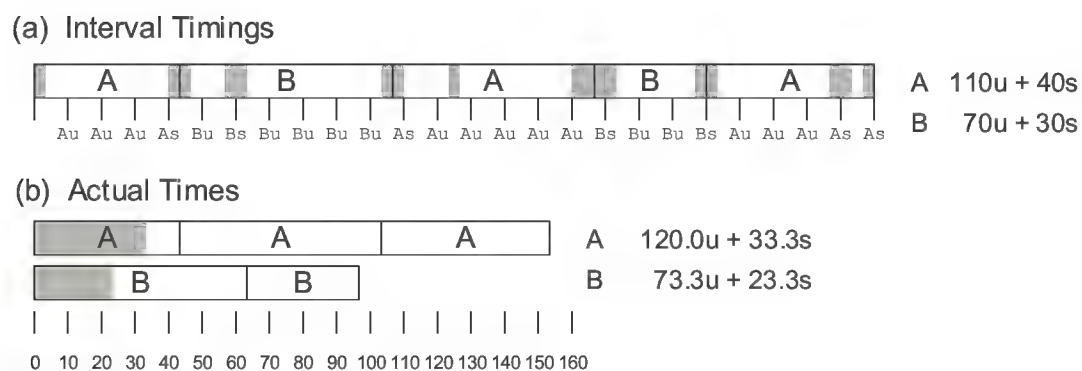 (a) Interval Timings
A B A B A
A 110u + 40s
Au Au Au As Bu Bs Bu Bu Bu Bu As Au Au Au Au Au Bs Bu Bu Bs Au Au Au As As
B 70u + 30s
(b) Actual Times
A A A
A 120.0u + 33.3s
B B
B 73.3u + 23.3s
0 10 20 30 40 50 60 70 80 90 100 110 120 130 140 150 160